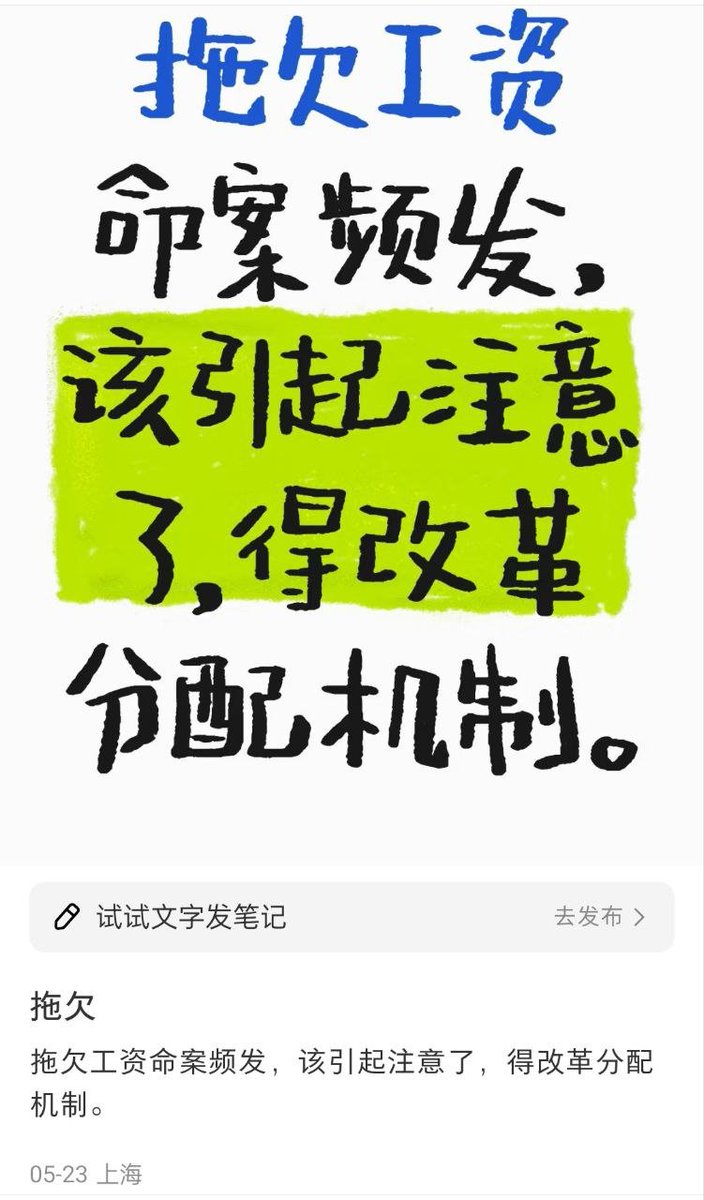 拖欠工资
命案频发，
该引起注意
了，得改革
分配机制。
试试文字发笔记
去发布
拖欠
拖欠工资命案频发，该引起注意了，得改革分配
机制。
05-23 上海